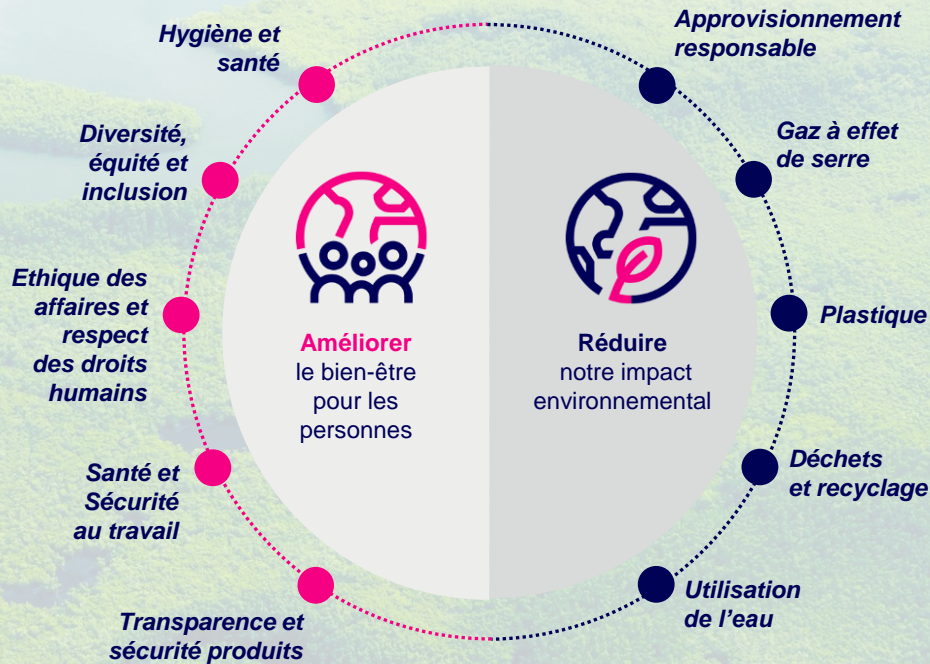 Hygiène et
santé
Diversité,
équité et
inclusion
Ethique des
affaires et
respect
des droits
humains
Santé et
Sécurité
au travail
Transparence et
sécurité produits
Améliorer
le bien-être
pour les
personnes
Réduire
notre impact
environnemental
Approvisionnement
responsable
Gaz à effet
de serre
Plastique
Déchets
et recyclage
Utilisation
de l’eau